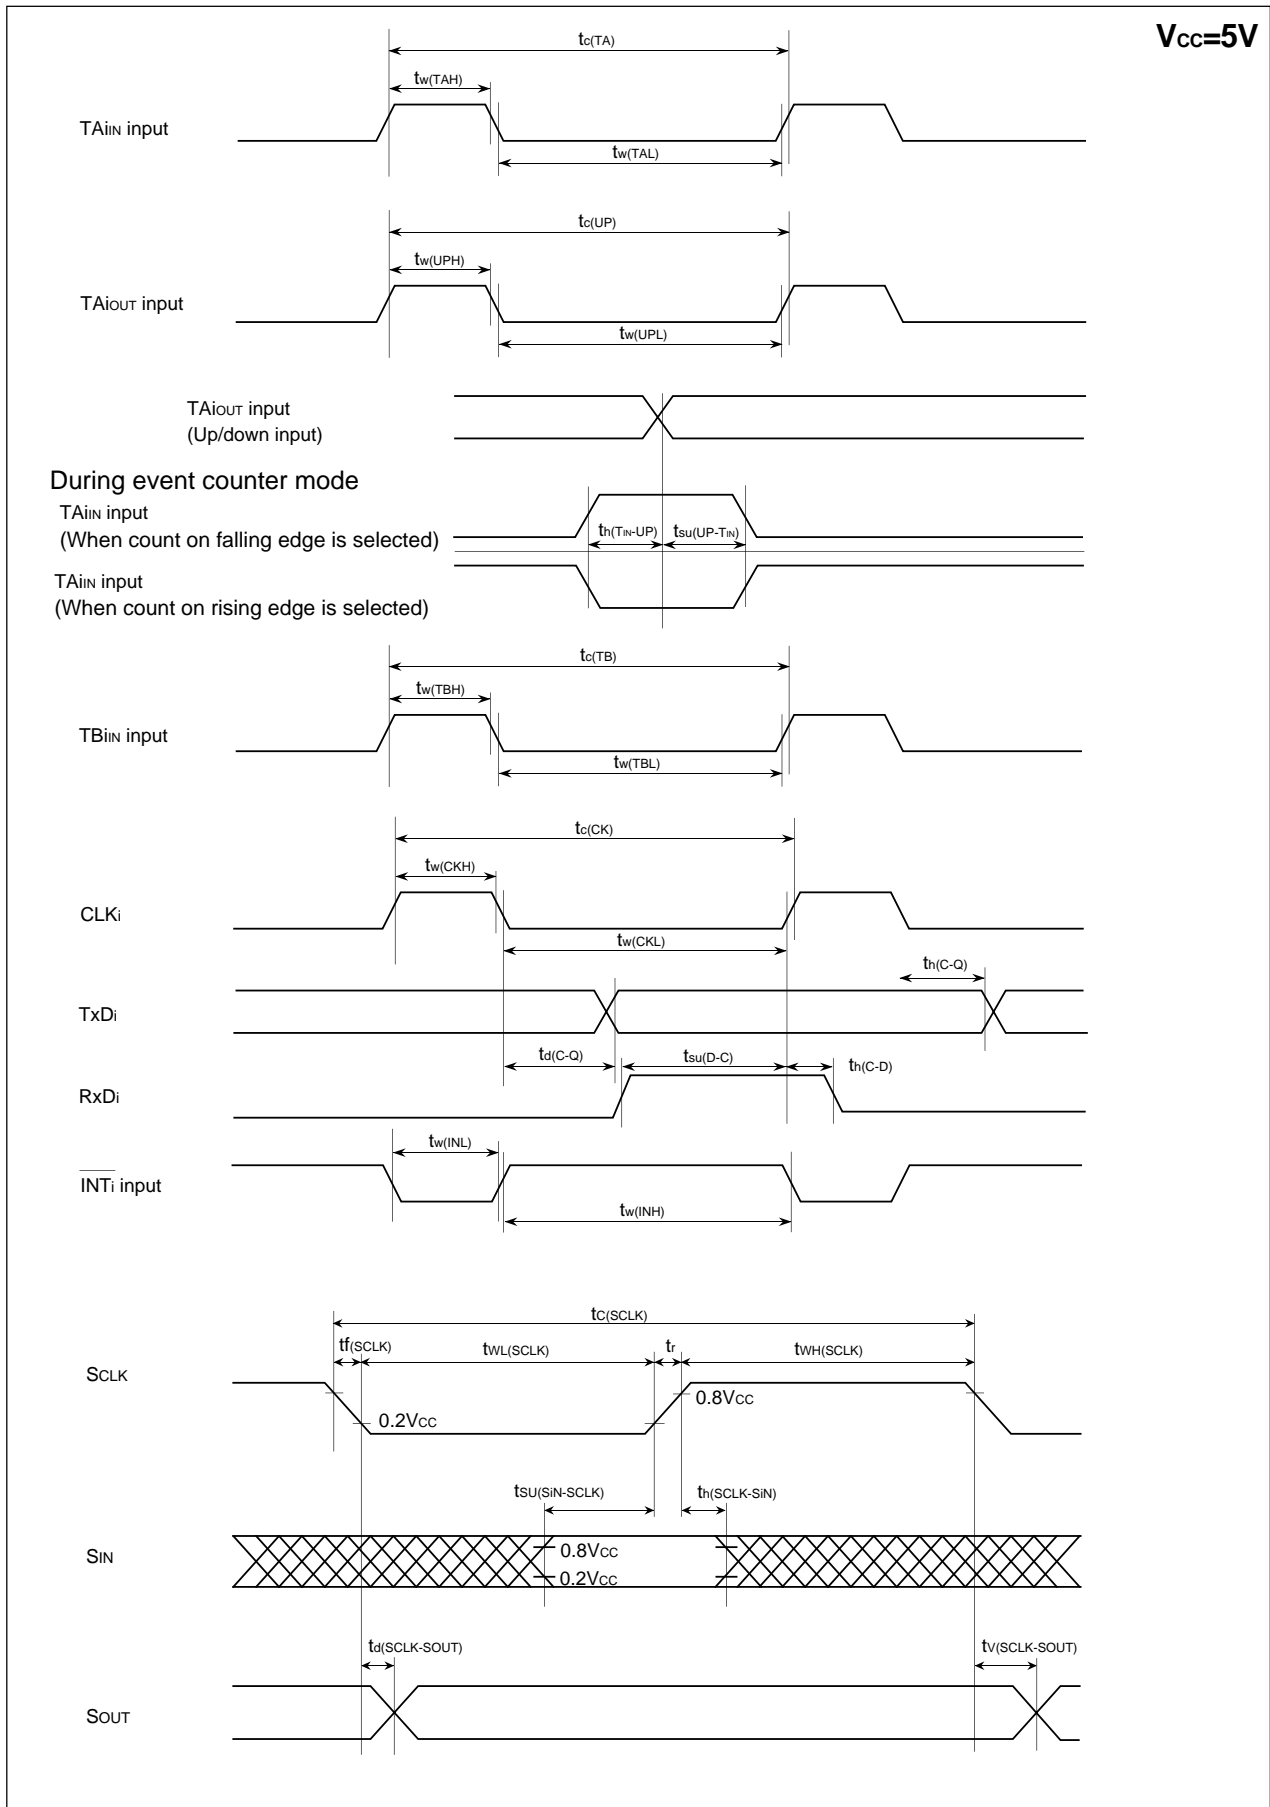 VCC=5V
tc(TA)
tw(TAH)
TAiIN input
tw(TAL)
tc(UP)
tw(UPH)
TAiOUT input
tw(UPL)
TAiOUT input
(Up/down input)
During event counter mode
TAiIN input
(When count on falling edge is selected)
th(TIN-UP)
tsu(UP-TIN)
TAiIN input
(When count on rising edge is selected)
tc(TB)
tw(TBH)
TBiIN input
tw(TBL)
tc(CK)
tw(CKH)
CLKi
tw(CKL)
th(C-Q)
TxDi
td(C-Q)
tsu(D-C)
th(C-D)
RxDi
tw(INL)
INTi input
tw(INH)
tC(SCLK)
tf(SCLK)
tWL(SCLK)
tr
tWH(SCLK)
SCLK
0.8VCC
0.2VCC
tSU(SiN-SCLK)
th(SCLK-SiN)
SIN
0.8VCC
0.2VCC
td(SCLK-SOUT)
tV(SCLK-SOUT)
SOUT